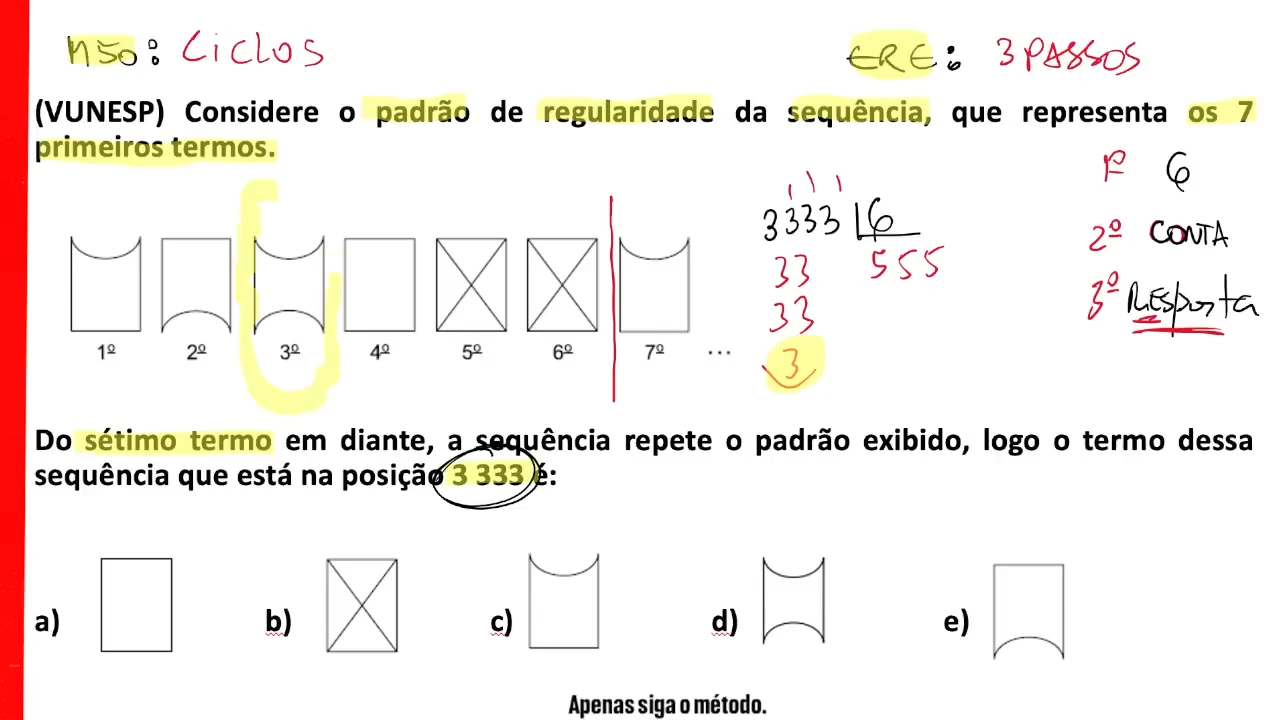 MSO: CiCLOS
ERE: 3 PASSOS
(VUNESP) Considere o padrão de regularidade da sequência, que representa os 7
primeiros termos.
1º 6
2º CONTA
3º Resposta
3333 6
33 555
33
3
1º 2º 3º 4º 5º 6º 7º ...
Do sétimo termo em diante, a sequência repete o padrão exibido, logo o termo dessa
sequência que está na posição 3 333 é:
a) b) c) d) e)
Apenas siga o método.